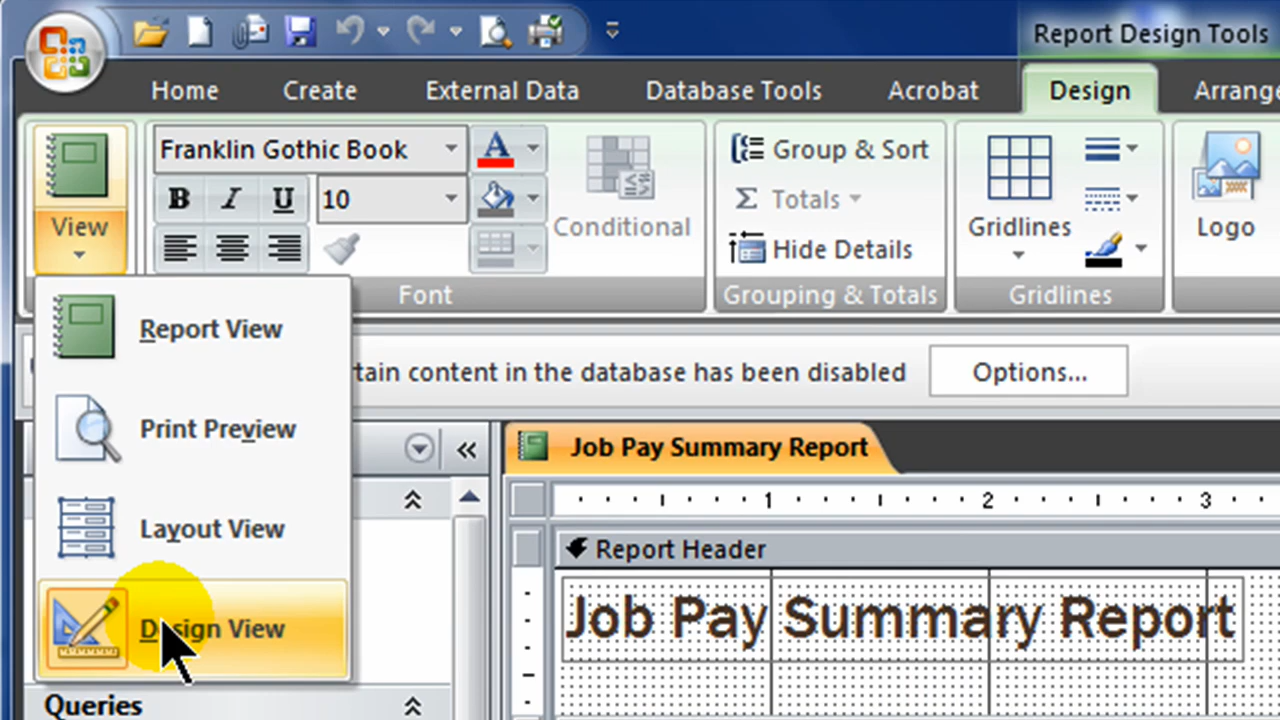 Report Design Tools
Home Create External Data Database Tools Acrobat Design Arrange
View
Franklin Gothic Book
B I U 10
Conditional
Font
Group & Sort
Σ Totals
Hide Details
Grouping & Totals
Gridlines
Gridlines
Logo
Report View
Print Preview
Layout View
Design View
tain content in the database has been disabled Options...
Job Pay Summary Report
1 2 3
Report Header
Job Pay Summary Report
Queries